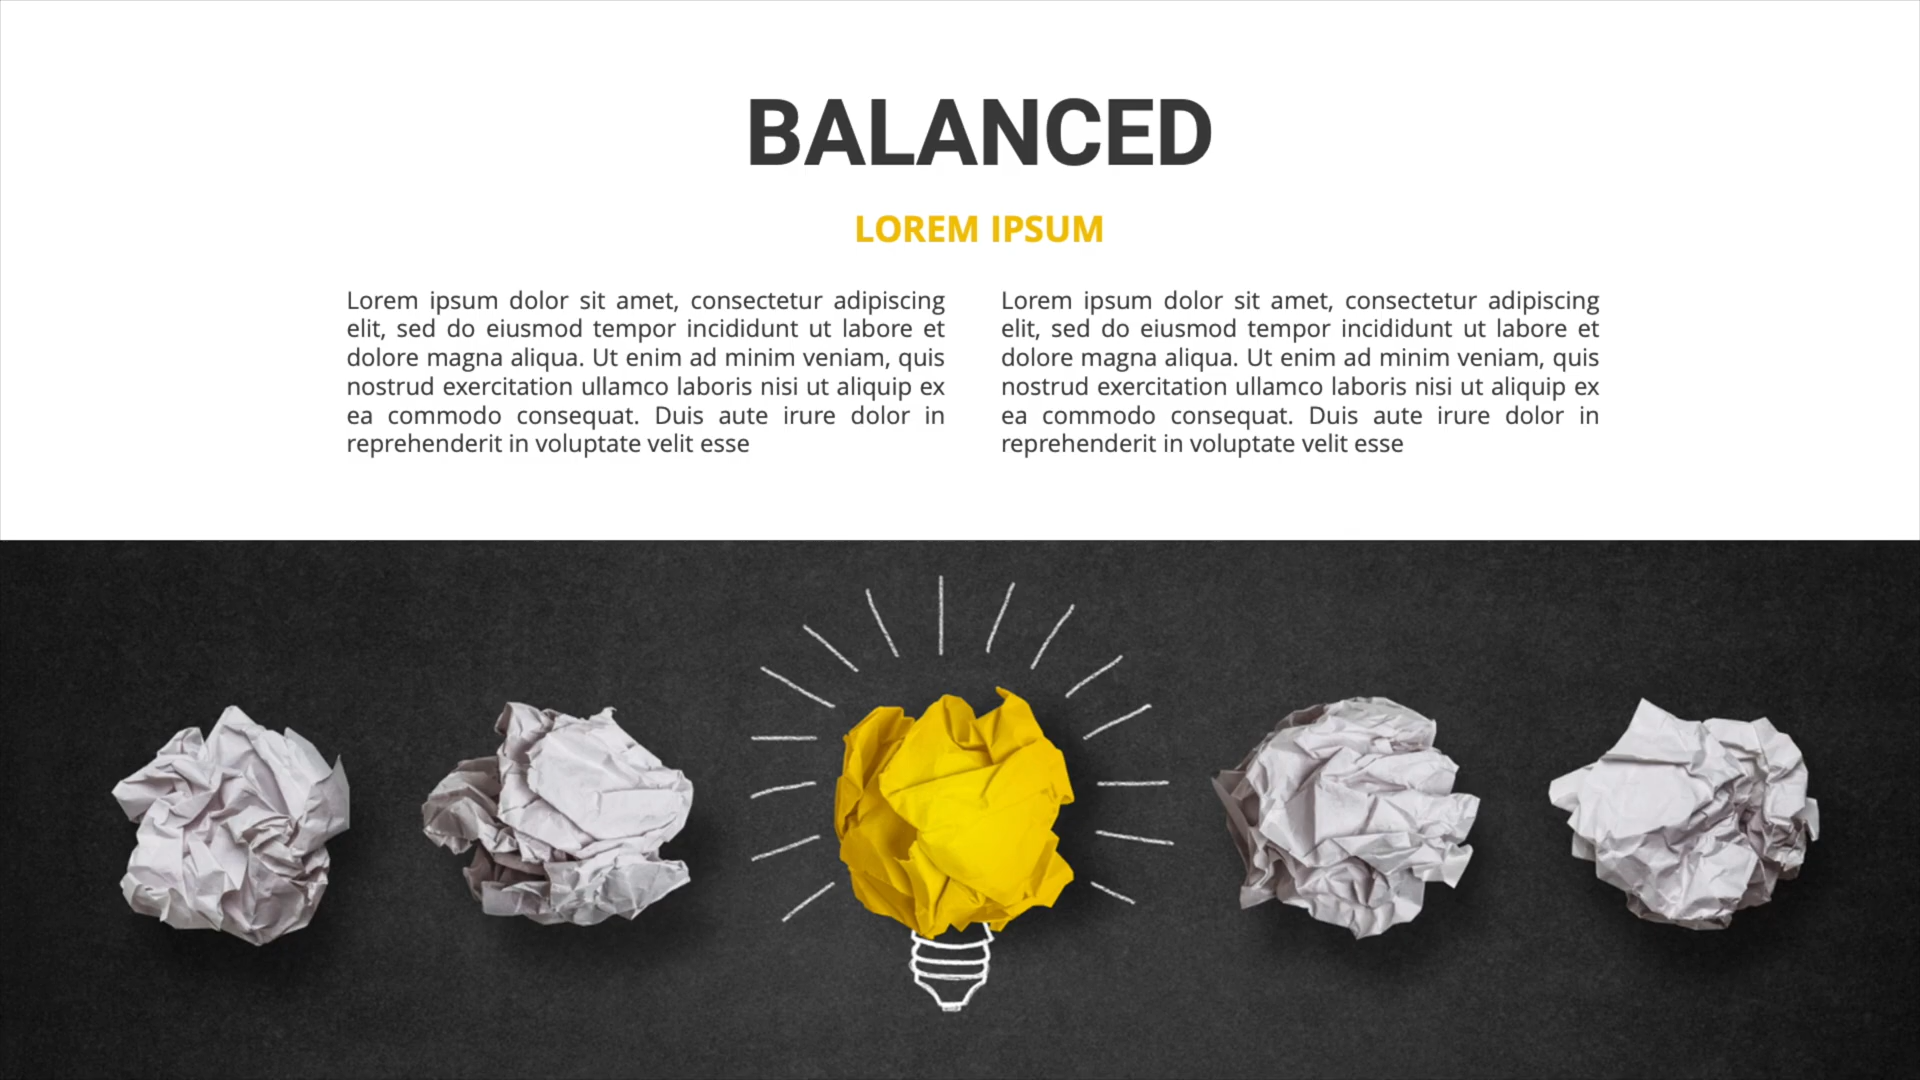 BALANCED
LOREM IPSUM
Lorem ipsum dolor sit amet, consectetur adipiscing
elit, sed do eiusmod tempor incididunt ut labore et
dolore magna aliqua. Ut enim ad minim veniam, quis
nostrud exercitation ullamco laboris nisi ut aliquip ex
ea commodo consequat. Duis aute irure dolor in
reprehenderit in voluptate velit esse
Lorem ipsum dolor sit amet, consectetur adipiscing
elit, sed do eiusmod tempor incididunt ut labore et
dolore magna aliqua. Ut enim ad minim veniam, quis
nostrud exercitation ullamco laboris nisi ut aliquip ex
ea commodo consequat. Duis aute irure dolor in
reprehenderit in voluptate velit esse